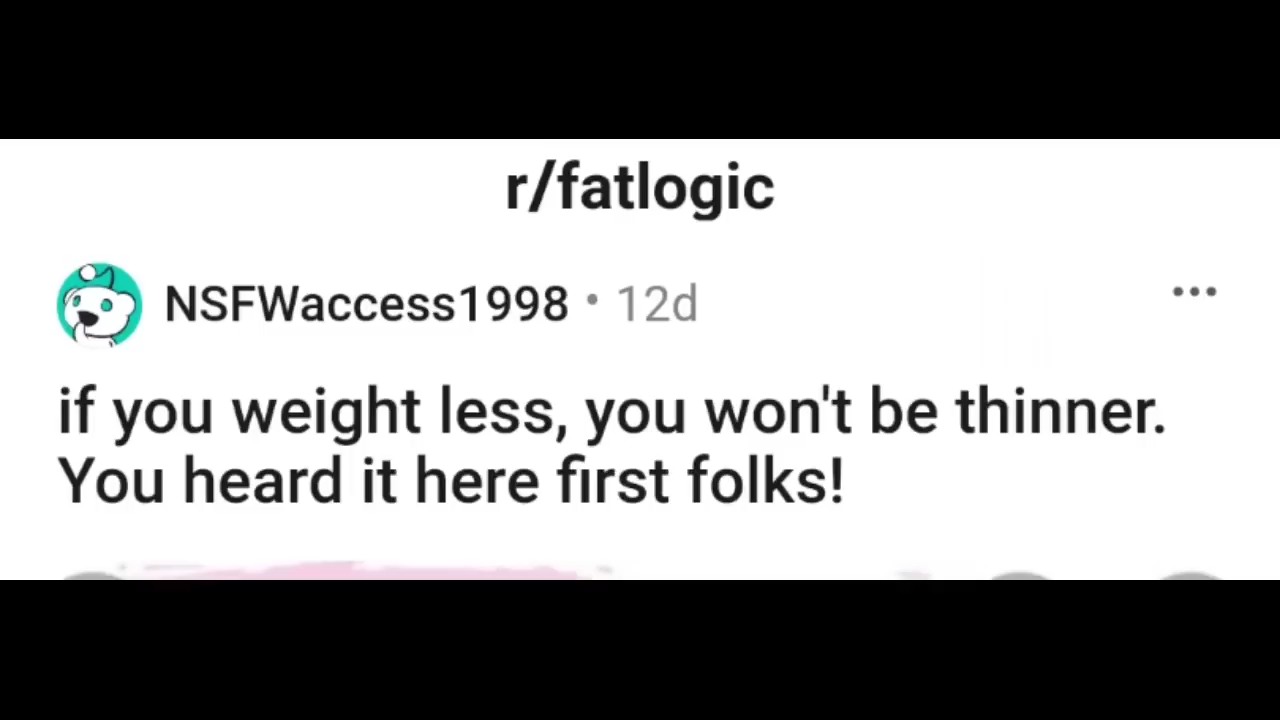 r/fatlogic
NSFWaccess1998 • 12d
if you weight less, you won't be thinner.
You heard it here first folks!